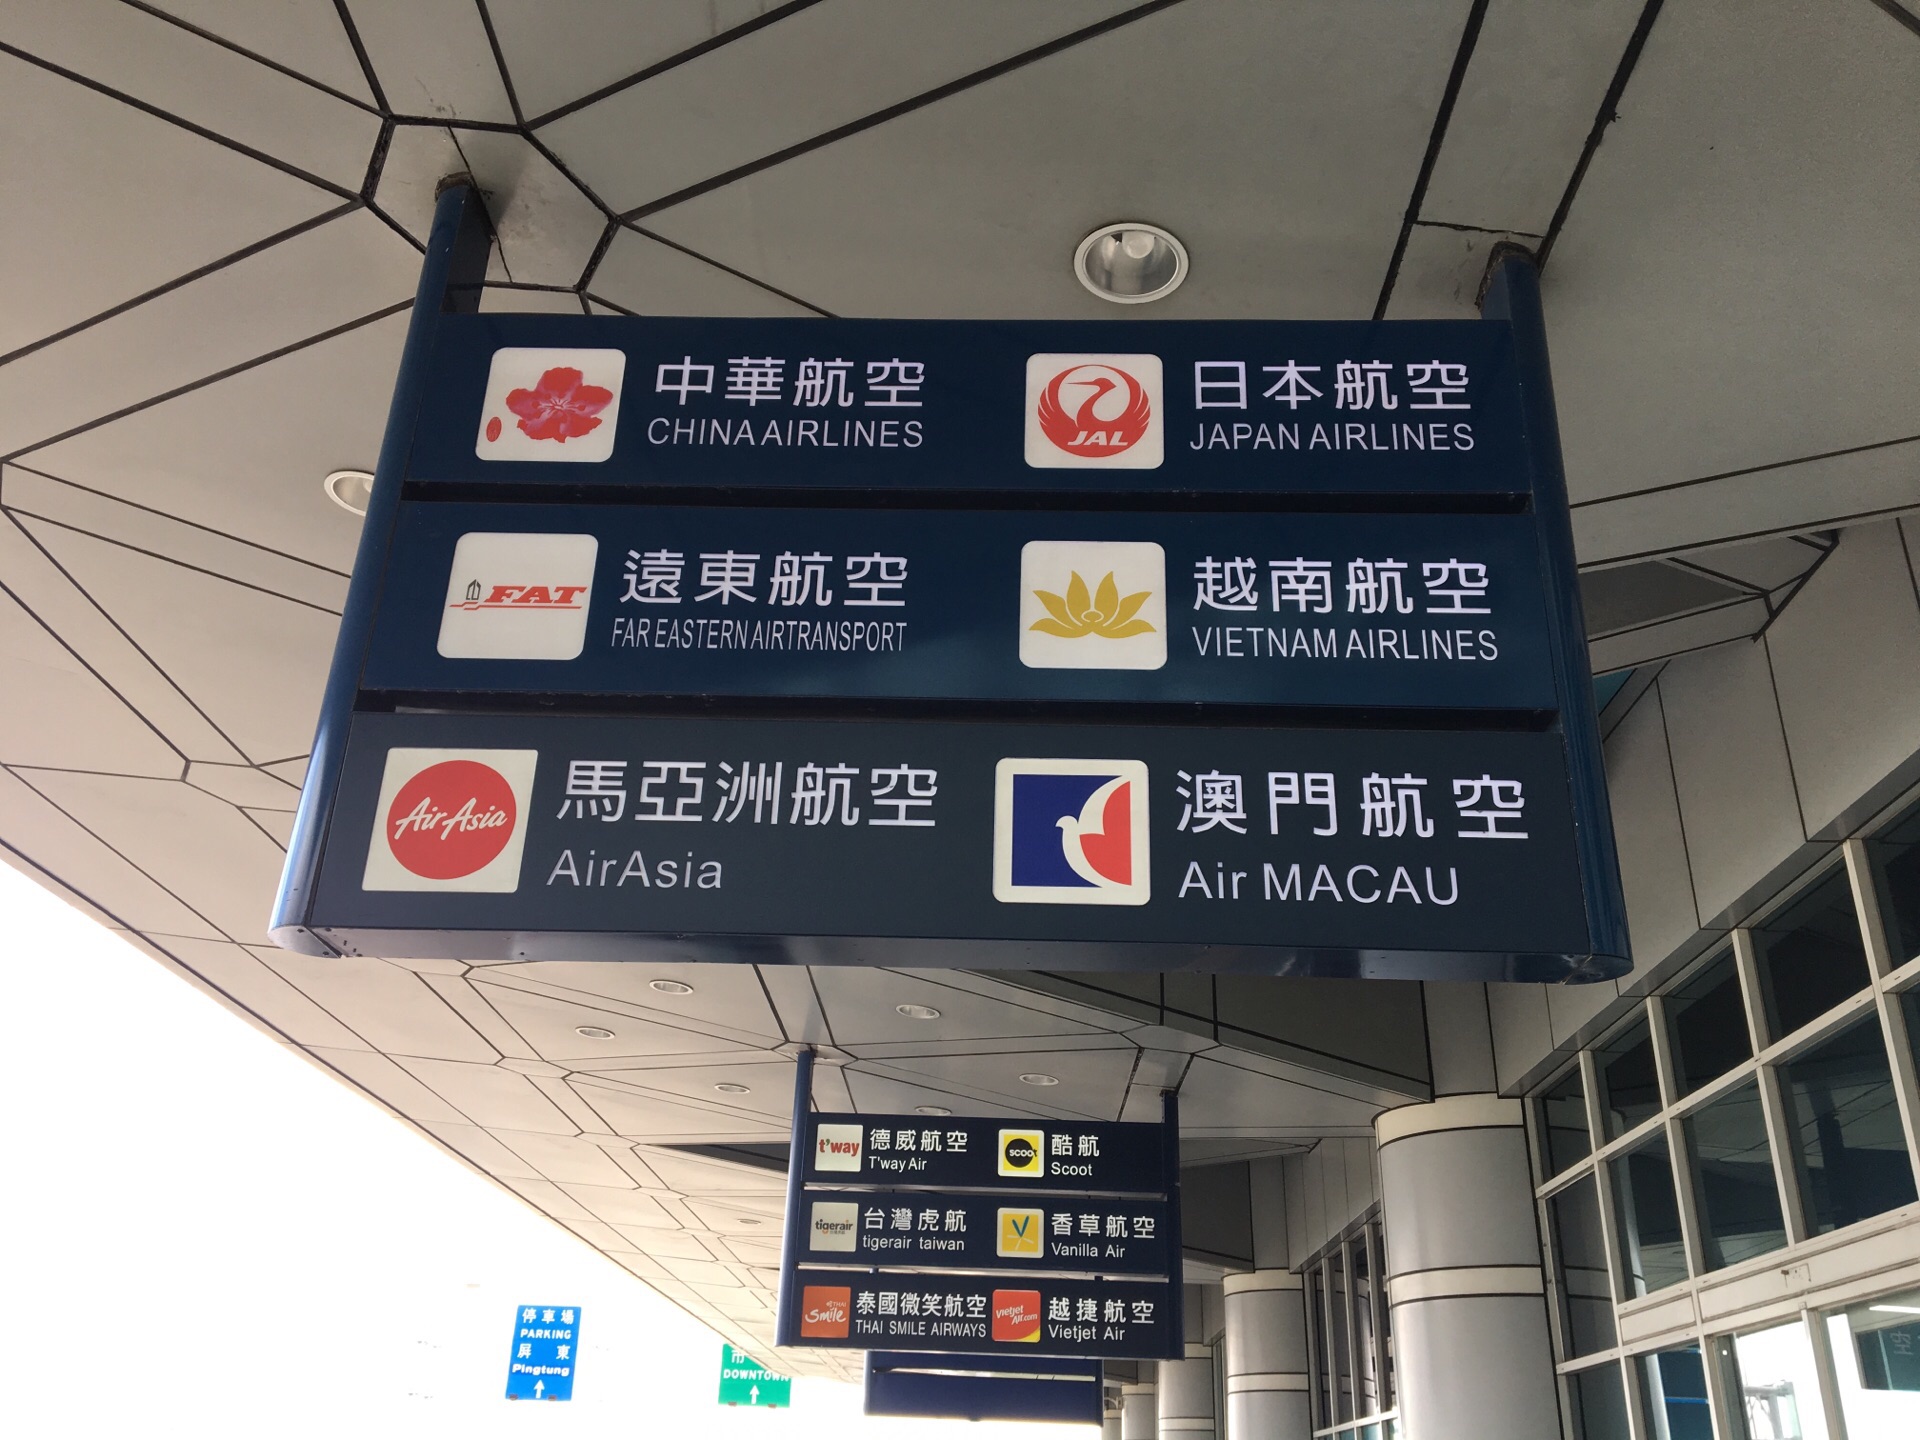 中華航空
CHINA AIRLINES
JAL
日本航空
JAPAN AIRLINES
FAT
遠東航空
FAR EASTERN AIR TRANSPORT
越南航空
VIETNAM AIRLINES
AirAsia
馬亞洲航空
AirAsia
澳門航空
Air MACAU
t'way
德威航空
T'way Air
SCOOT
酷航
Scoot
tigerair
台灣虎航
tigerair taiwan
香草航空
Vanilla Air
THAI
Smile
泰國微笑航空
THAI SMILE AIRWAYS
Vietjet
Air.com
越捷航空
Vietjet Air
停車場
PARKING
屏東
Pingtung
市
DOWNTOWN